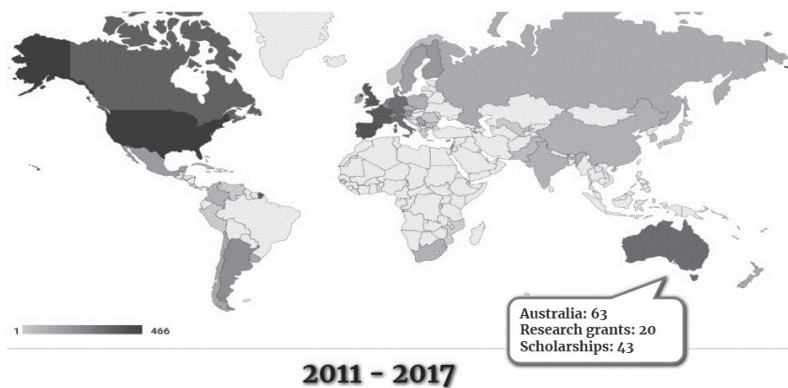 Australia: 63
Research grants: 20
Scholarships: 43
1 466
2011 - 2017